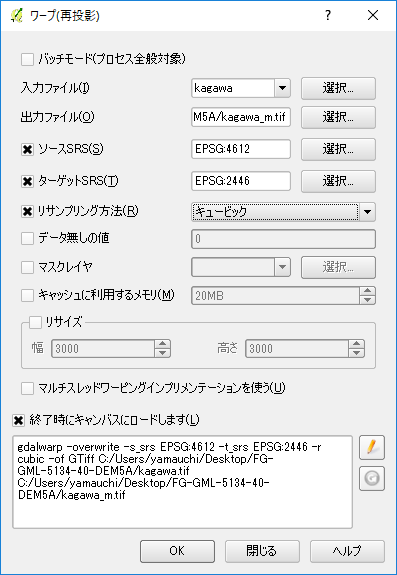 ワープ(再投影)
バッチモード(プロセス全般対象)
入力ファイル(I) kagawa 選択...
出力ファイル(O) M5A/kagawa_m.tif 選択...
ソースSRS(S) EPSG:4612 選択...
ターゲットSRS(T) EPSG:2446 選択...
リサンプリング方法(R) キュービック
データ無しの値 0
マスクレイヤ 選択...
キャッシュに利用するメモリ(M) 20MB
リサイズ
幅 3000 高さ 3000
マルチスレッドワーピングインプリメンテーションを使う(U)
終了時にキャンバスにロードします(L)
gdalwarp -overwrite -s_srs EPSG:4612 -t_srs EPSG:2446 -r
cubic -of GTiff C:/Users/yamauchi/Desktop/FG-
GML-5134-40-DEM5A/kagawa.tif
C:/Users/yamauchi/Desktop/FG-GML-5134-40-
DEM5A/kagawa_m.tif
OK 閉じる ヘルプ